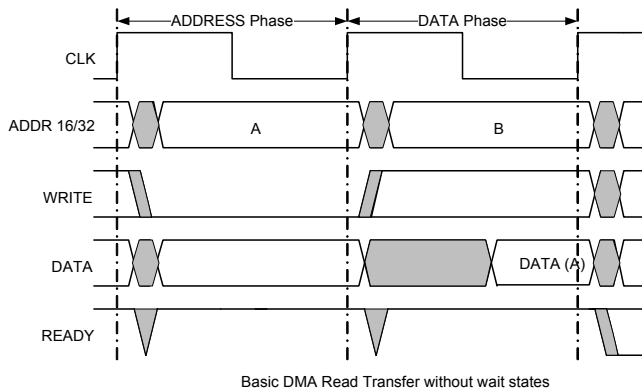 ADDRESS Phase DATA Phase
CLK
ADDR 16/32 A B
WRITE
DATA DATA (A)
READY
Basic DMA Read Transfer without wait states